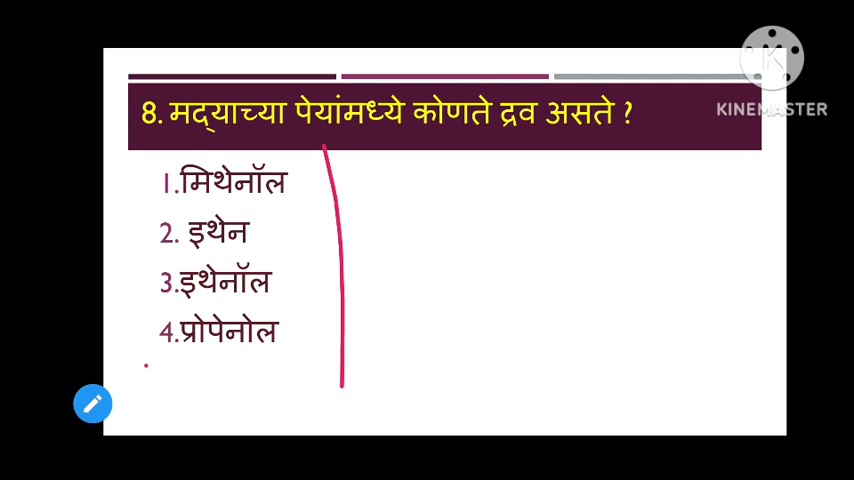 KINEMASTER
8. मद्याच्या पेयांमध्ये कोणते द्रव असते ?
1.मिथेनॉल
2. इथेन
3.इथेनॉल
4.प्रोपेनोल